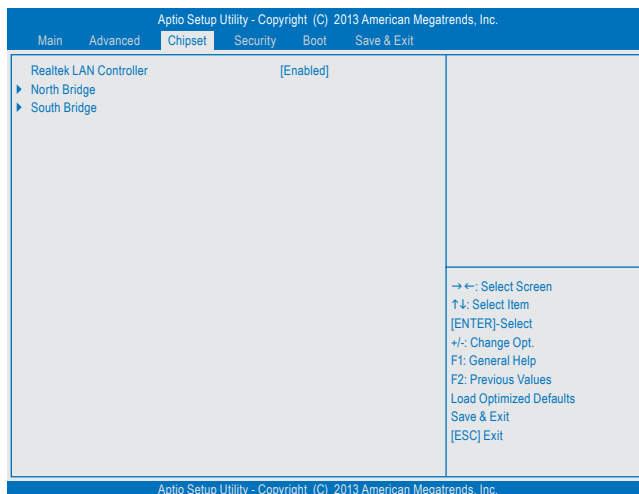 Aptio Setup Utility - Copyright (C) 2013 American Megatrends, Inc.
Main Advanced Chipset Security Boot Save & Exit
Realtek LAN Controller [Enabled]
North Bridge
South Bridge
→←: Select Screen
↑↓: Select Item
[ENTER]-Select
+/-: Change Opt.
F1: General Help
F2: Previous Values
Load Optimized Defaults
Save & Exit
[ESC] Exit
Aptio Setup Utility - Copyright (C) 2013 American Megatrends, Inc.